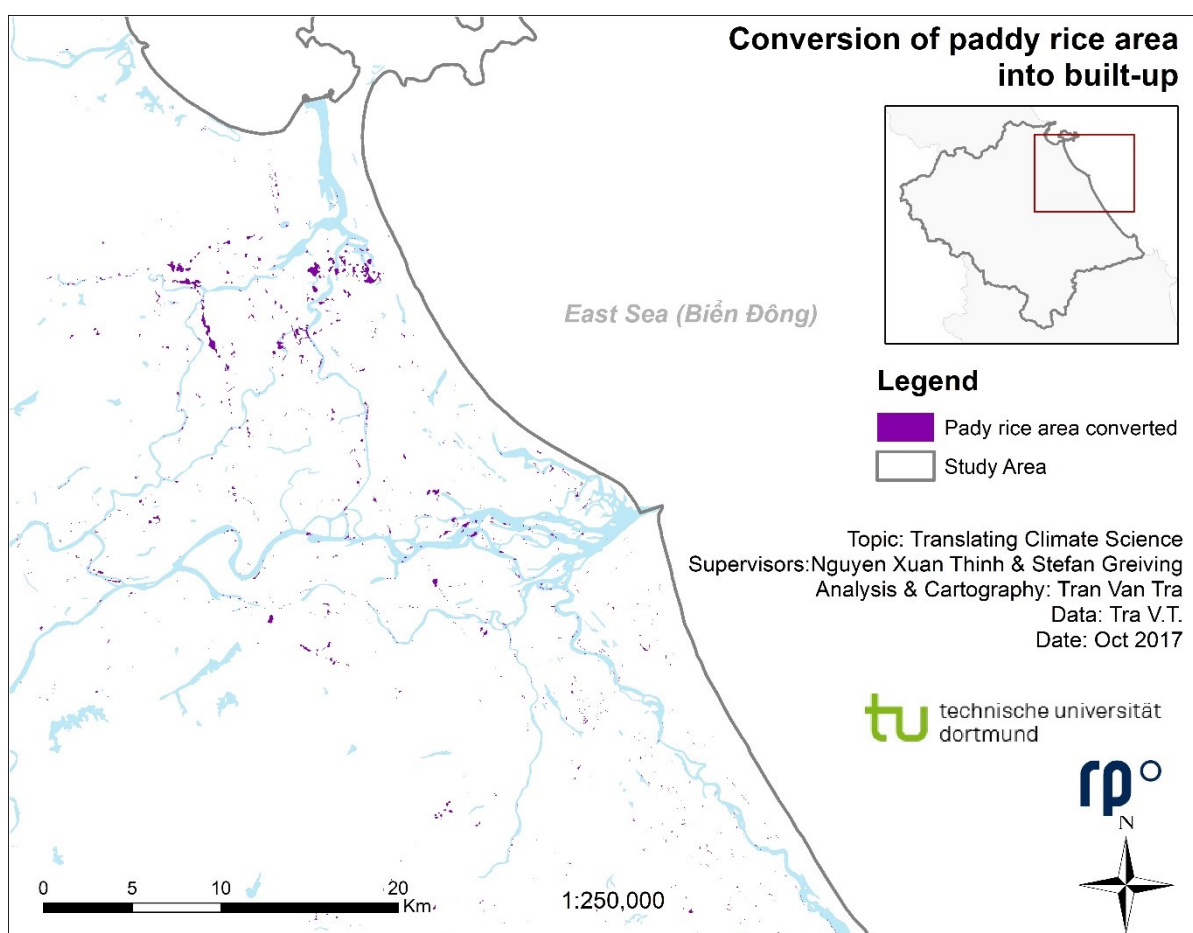 Conversion of paddy rice area
into built-up
East Sea (Biển Đông)
Legend
Pady rice area converted
Study Area
Topic: Translating Climate Science
Supervisors:Nguyen Xuan Thinh & Stefan Greiving
Analysis & Cartography: Tran Van Tra
Data: Tra V.T.
Date: Oct 2017
tu technische universität
dortmund
rp
N
0 5 10 20
Km
1:250,000